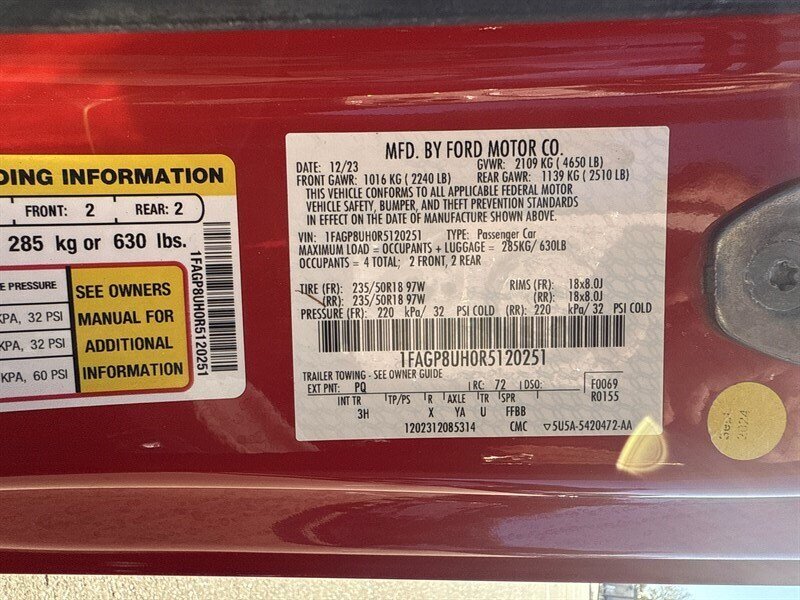 DING INFORMATION
FRONT: 2 REAR: 2
285 kg or 630 lbs.
E PRESSURE
KPA, 32 PSI
KPA, 32 PSI
KPA, 60 PSI
SEE OWNERS
MANUAL FOR
ADDITIONAL
INFORMATION
1FAGP8UH0R5120251
MFD. BY FORD MOTOR CO.
DATE: 12/23 GVWR: 2109 KG ( 4650 LB)
FRONT GAWR: 1016 KG ( 2240 LB) REAR GAWR: 1139 KG ( 2510 LB)
THIS VEHICLE CONFORMS TO ALL APPLICABLE FEDERAL MOTOR
VEHICLE SAFETY, BUMPER, AND THEFT PREVENTION STANDARDS
IN EFFECT ON THE DATE OF MANUFACTURE SHOWN ABOVE.
VIN: 1FAGP8UH0R5120251 TYPE: Passenger Car
MAXIMUM LOAD = OCCUPANTS + LUGGAGE = 285KG/ 630LB
OCCUPANTS = 4 TOTAL; 2 FRONT, 2 REAR
TIRE (FR): 235/50R18 97W RIMS (FR): 18x8.0J
(RR): 235/50R18 97W (RR): 18x8.0J
PRESSURE (FR): 220 kPa/ 32 PSI COLD (RR): 220 kPa/ 32 PSI COLD
1FAGP8UH0R5120251
TRAILER TOWING - SEE OWNER GUIDE
EXT PNT: PQ RC: 72 DSO: F0069
INT TR TP/PS R AXLE TR SPR R0155
3H X YA U FFBB
1202312085314 CMC ▽5U5A-5420472-AA
2024